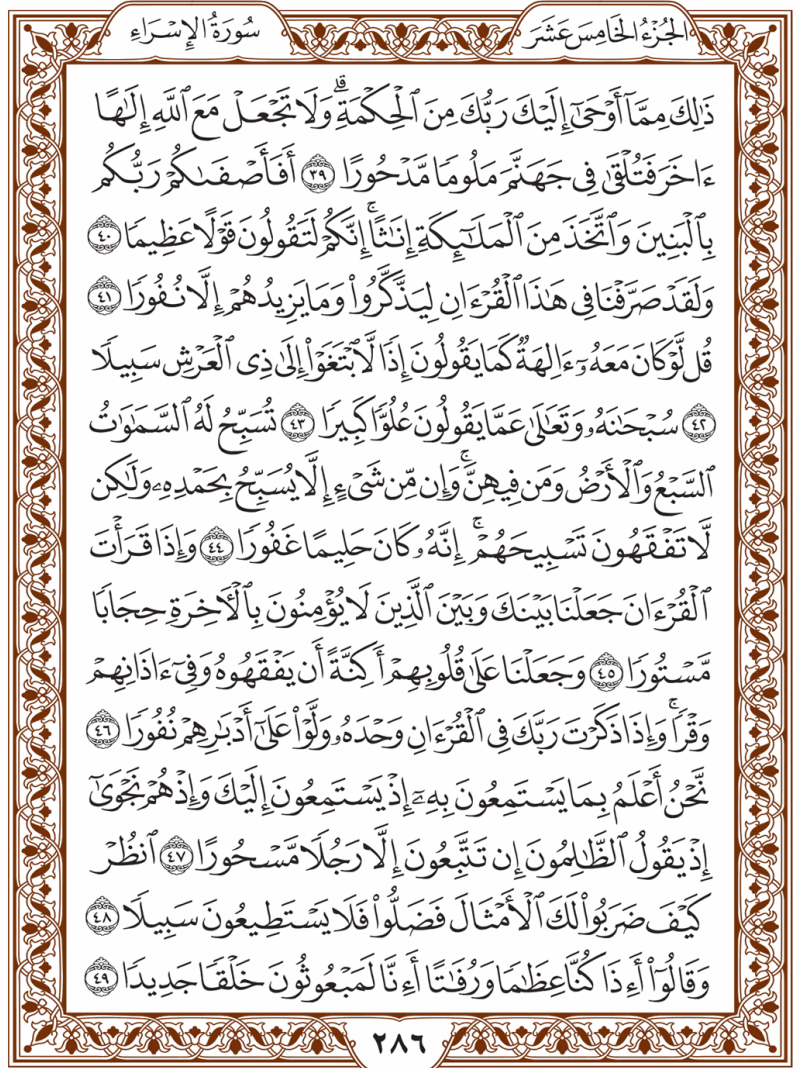 الجُزْءُ الخَامِسَ عَشَرَ
سُورَةُ الإِسْرَاءِ
ذَٰلِكَ مِمَّآ أَوْحَىٰٓ إِلَيْكَ رَبُّكَ مِنَ ٱلْحِكْمَةِۗ وَلَا تَجْعَلْ مَعَ ٱللَّهِ إِلَٰهًا
ءَاخَرَ فَتُلْقَىٰ فِى جَهَنَّمَ مَلُومًا مَّدْحُورًا ٣٩ أَفَأَصْفَىٰكُمْ رَبُّكُم
بِٱلْبَنِينَ وَٱتَّخَذَ مِنَ ٱلْمَلَٰٓئِكَةِ إِنَٰثًاۚ إِنَّكُمْ لَتَقُولُونَ قَوْلًا عَظِيمًا ٤٠
وَلَقَدْ صَرَّفْنَا فِى هَٰذَا ٱلْقُرْءَانِ لِيَذَّكَّرُوا۟ وَمَا يَزِيدُهُمْ إِلَّا نُفُورًا ٤١
قُل لَّوْ كَانَ مَعَهُۥٓ ءَالِهَةٌ كَمَا يَقُولُونَ إِذًا لَّٱبْتَغَوْا۟ إِلَىٰ ذِى ٱلْعَرْشِ سَبِيلًا
٤٢ سُبْحَٰنَهُۥ وَتَعَٰلَىٰ عَمَّا يَقُولُونَ عُلُوًّا كَبِيرًا ٤٣ تُسَبِّحُ لَهُ ٱلسَّمَٰوَٰتُ
ٱلسَّبْعُ وَٱلْأَرْضُ وَمَن فِيهِنَّۚ وَإِن مِّن شَىْءٍ إِلَّا يُسَبِّحُ بِحَمْدِهِۦ وَلَٰكِن
لَّا تَفْقَهُونَ تَسْبِيحَهُمْۚ إِنَّهُۥ كَانَ حَلِيمًا غَفُورًا ٤٤ وَإِذَا قَرَأْتَ
ٱلْقُرْءَانَ جَعَلْنَا بَيْنَكَ وَبَيْنَ ٱلَّذِينَ لَا يُؤْمِنُونَ بِٱلْءَاخِرَةِ حِجَابًا
مَّسْتُورًا ٤٥ وَجَعَلْنَا عَلَىٰ قُلُوبِهِمْ أَكِنَّةً أَن يَفْقَهُوهُ وَفِىٓ ءَاذَانِهِمْ
وَقْرًاۚ وَإِذَا ذَكَرْتَ رَبَّكَ فِى ٱلْقُرْءَانِ وَحْدَهُۥ وَلَّوْا۟ عَلَىٰٓ أَدْبَٰرِهِمْ نُفُورًا ٤٦
نَّحْنُ أَعْلَمُ بِمَا يَسْتَمِعُونَ بِهِۦٓ إِذْ يَسْتَمِعُونَ إِلَيْكَ وَإِذْ هُمْ نَجْوَىٰٓ
إِذْ يَقُولُ ٱلظَّٰلِمُونَ إِن تَتَّبِعُونَ إِلَّا رَجُلًا مَّسْحُورًا ٤٧ ٱنظُرْ
كَيْفَ ضَرَبُوا۟ لَكَ ٱلْأَمْثَالَ فَضَلُّوا۟ فَلَا يَسْتَطِيعُونَ سَبِيلًا ٤٨
وَقَالُوٓا۟ أَءِذَا كُنَّا عِظَٰمًا وَرُفَٰتًا أَءِنَّا لَمَبْعُوثُونَ خَلْقًا جَدِيدًا ٤٩
٢٨٦